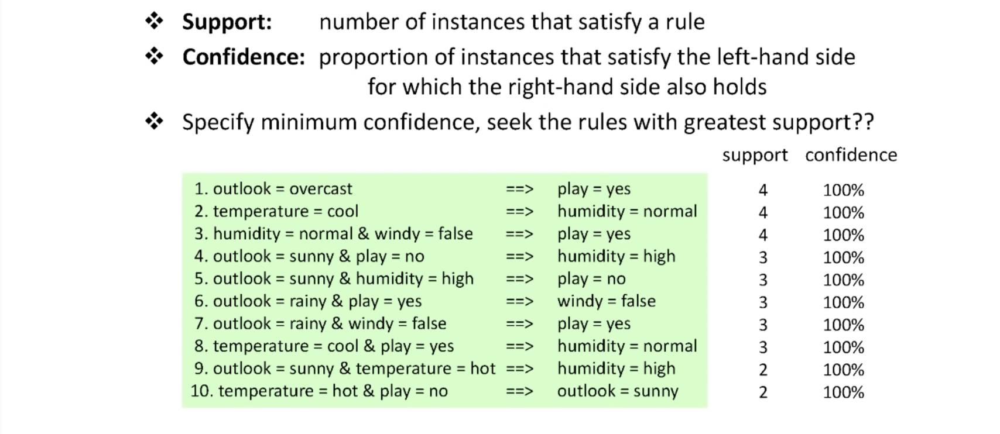 ❖ Support: number of instances that satisfy a rule
❖ Confidence: proportion of instances that satisfy the left-hand side
for which the right-hand side also holds
❖ Specify minimum confidence, seek the rules with greatest support??
support confidence
1. outlook = overcast ==> play = yes 4 100%
2. temperature = cool ==> humidity = normal 4 100%
3. humidity = normal & windy = false ==> play = yes 4 100%
4. outlook = sunny & play = no ==> humidity = high 3 100%
5. outlook = sunny & humidity = high ==> play = no 3 100%
6. outlook = rainy & play = yes ==> windy = false 3 100%
7. outlook = rainy & windy = false ==> play = yes 3 100%
8. temperature = cool & play = yes ==> humidity = normal 3 100%
9. outlook = sunny & temperature = hot ==> humidity = high 2 100%
10. temperature = hot & play = no ==> outlook = sunny 2 100%